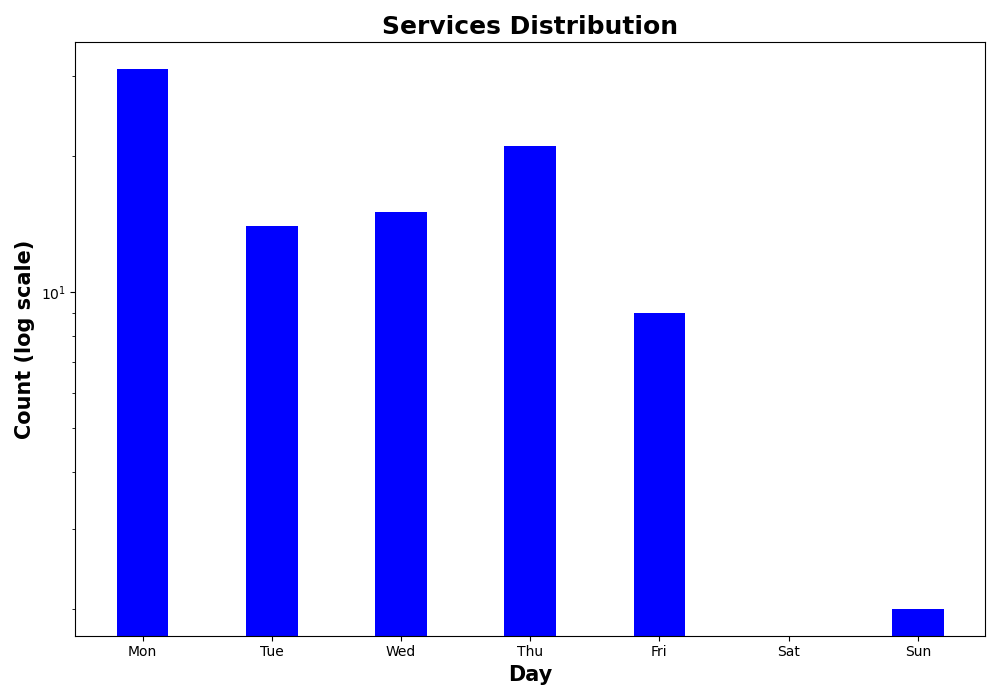 Services Distribution
Count (log scale)
10¹
Mon Tue Wed Thu Fri Sat Sun
Day